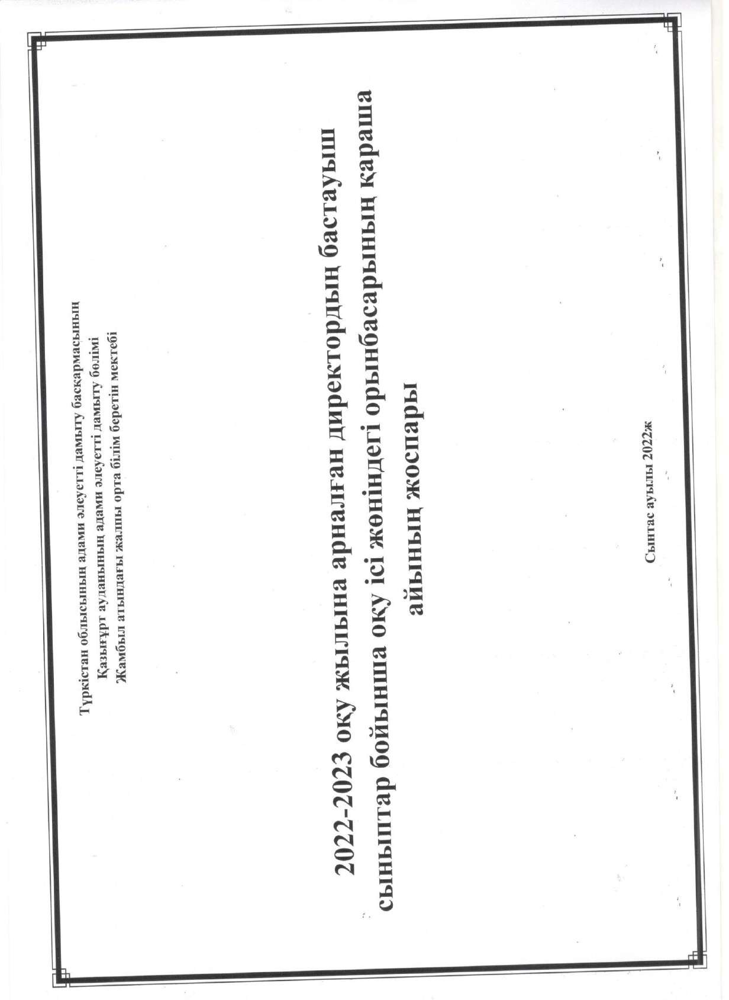 Түркістан облысының адами әлеуетті дамыту басқармасының
Қазығұрт ауданының адами әлеуетті дамыту бөлімі
Жамбыл атындағы жалпы орта білім беретін мектебі
2022-2023 оқу жылына арналған директордың бастауыш
сыныптар бойынша оқу ісі жөніндегі орынбасарының қараша
айының жоспары
Сынтас ауылы 2022ж